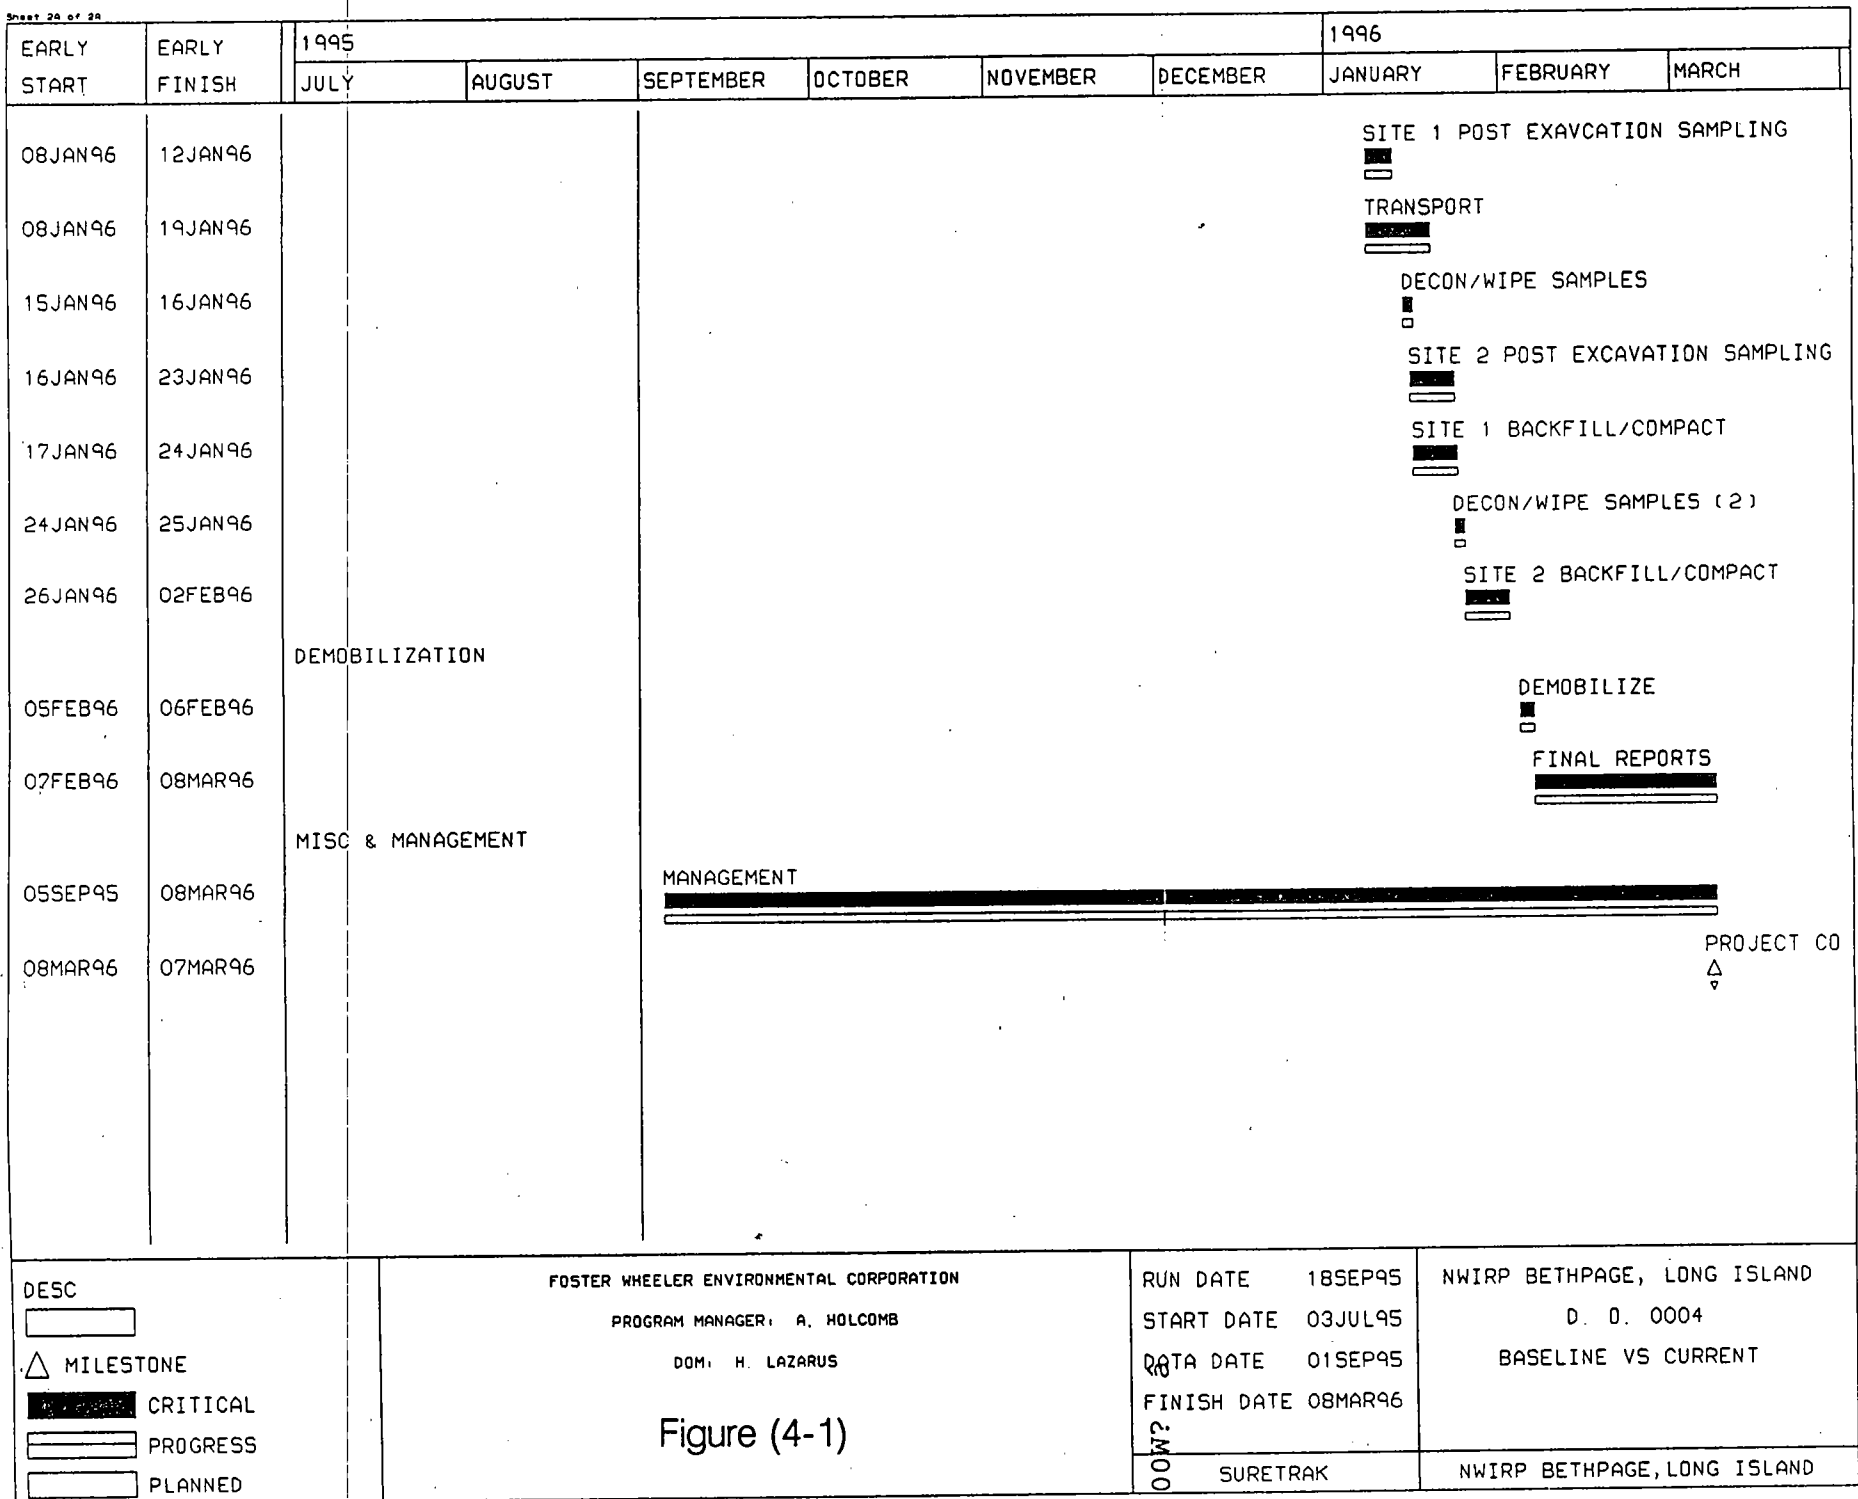 Sheet 2A of 2A
EARLY START
EARLY FINISH
1995
1996
JULY AUGUST SEPTEMBER OCTOBER NOVEMBER DECEMBER JANUARY FEBRUARY MARCH
SITE 1 POST EXAVCATION SAMPLING
08JAN96 12JAN96
TRANSPORT
08JAN96 19JAN96
DECON/WIPE SAMPLES
15JAN96 16JAN96
SITE 2 POST EXCAVATION SAMPLING
16JAN96 23JAN96
SITE 1 BACKFILL/COMPACT
17JAN96 24JAN96
DECON/WIPE SAMPLES (2)
24JAN96 25JAN96
SITE 2 BACKFILL/COMPACT
26JAN96 02FEB96
DEMOBILIZATION
DEMOBILIZE
05FEB96 06FEB96
FINAL REPORTS
07FEB96 08MAR96
MISC & MANAGEMENT
MANAGEMENT
05SEP95 08MAR96
PROJECT CO
08MAR96 07MAR96
DESC
MILESTONE
CRITICAL
PROGRESS
PLANNED
FOSTER WHEELER ENVIRONMENTAL CORPORATION
PROGRAM MANAGER: A. HOLCOMB
DOM: H. LAZARUS
Figure (4-1)
RUN DATE 18SEP95
START DATE 03JUL95
DATA DATE 01SEP95
FINISH DATE 08MAR96
SURETRAK
NWIRP BETHPAGE, LONG ISLAND
D. O. 0004
BASELINE VS CURRENT
NWIRP BETHPAGE, LONG ISLAND